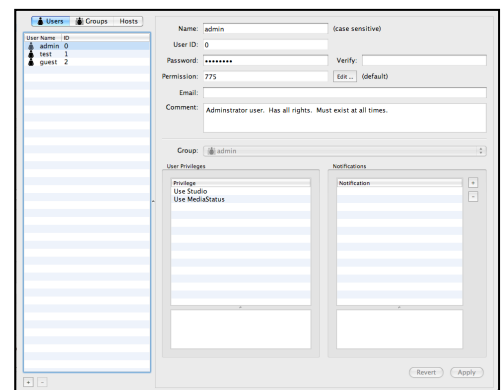 Users Groups Hosts
User Name ID
admin 0
test 1
guest 2
Name: admin (case sensitive)
User ID: 0
Password: •••••••• Verify:
Permission: 775 Edit ... (default)
Email:
Comment: Adminstrator user. Has all rights. Must exist at all times.
Group: admin
User Privileges Notifications
Privilege Notification
Use Studio
Use MediaStatus
+
-
Revert Apply
+ -